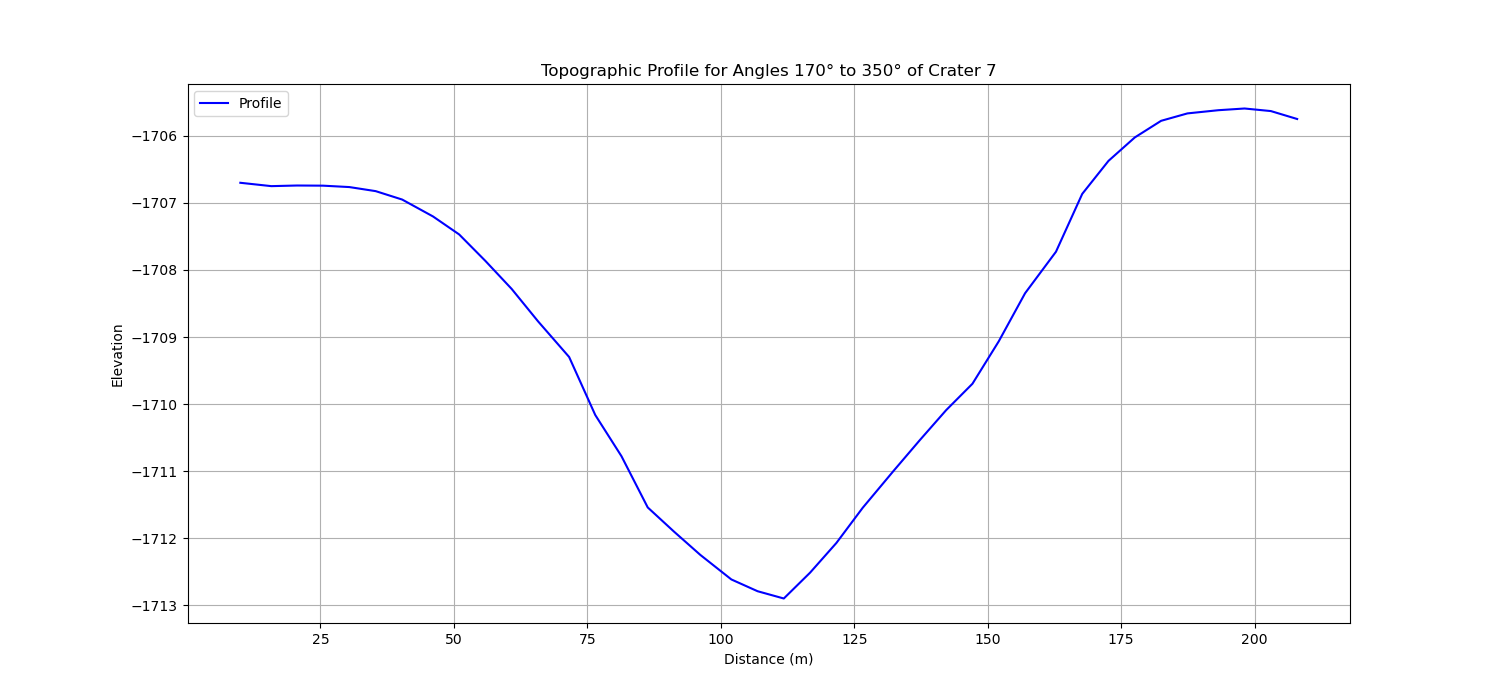 Topographic Profile for Angles 170° to 350° of Crater 7
Profile
−1706
−1707
−1708
−1709
−1710
−1711
−1712
−1713
Elevation
25 50 75 100 125 150 175 200
Distance (m)